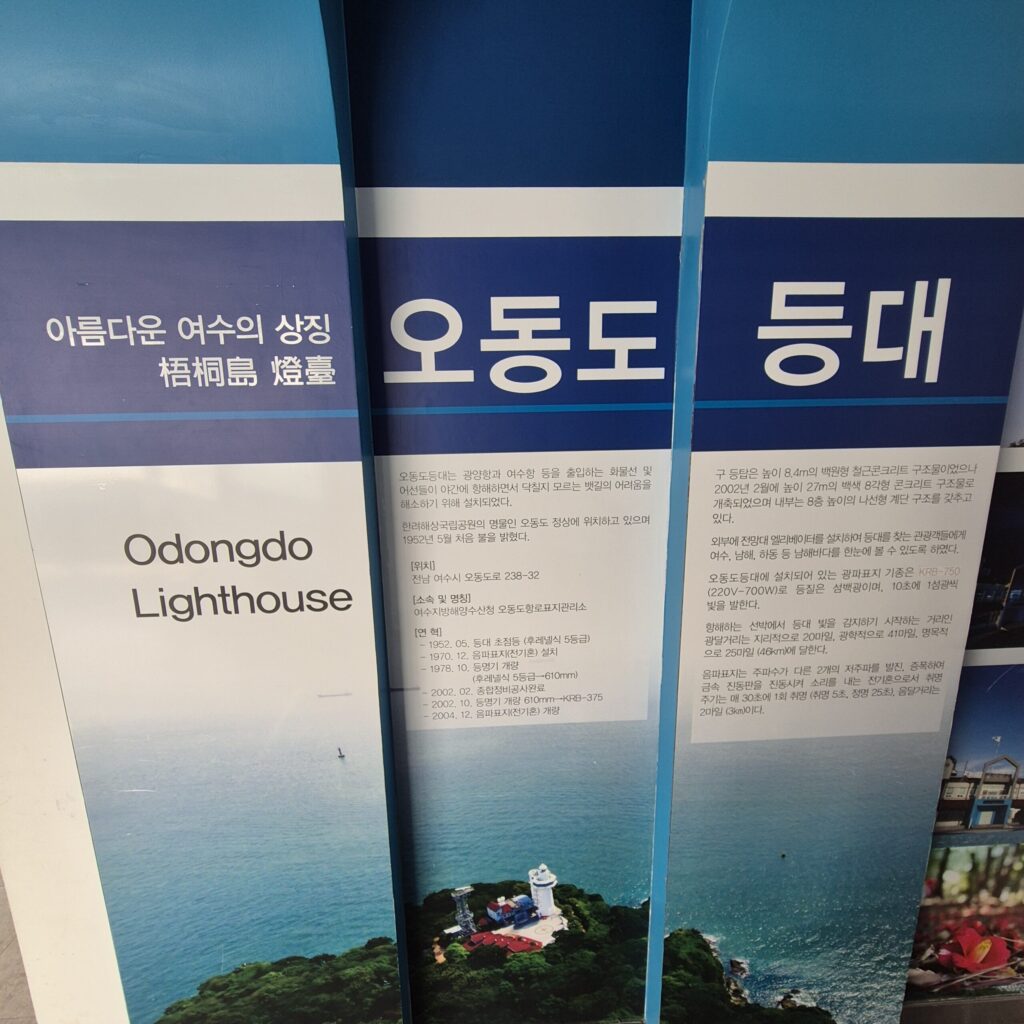 아름다운 여수의 상징
梧桐島 燈臺
오동도 등대
Odongdo
Lighthouse
오동도등대는 광양항과 여수항 등을 출입하는 화물선 및
어선들이 야간에 항해하면서 닥칠지 모르는 뱃길의 어려움을
해소하기 위해 설치되었다.
한려해상국립공원의 명물인 오동도 정상에 위치하고 있으며
1952년 5월 처음 불을 밝혔다.
[위치]
전남 여수시 오동도로 238-32
[소속 및 명칭]
여수지방해양수산청 오동도항로표지관리소
[연 혁]
- 1952. 05. 등대 초점등 (후레넬식 5등급)
- 1970. 12. 음파표지(전기혼) 설치
- 1978. 10. 등명기 개량
(후레넬식 5등급→610mm)
- 2002. 02. 종합정비공사완료
- 2002. 10. 등명기 개량 610mm→KRB-375
- 2004. 12. 음파표지(전기혼) 개량
구 등탑은 높이 8.4m의 백원형 철근콘크리트 구조물이었으나
2002년 2월에 높이 27m의 백색 8각형 콘크리트 구조물로
개축되었으며 내부는 8층 높이의 나선형 계단 구조를 갖추고
있다.
외부에 전망대 엘리베이터를 설치하여 등대를 찾는 관광객들에게
여수, 남해, 하동 등 남해바다를 한눈에 볼 수 있도록 하였다.
오동도등대에 설치되어 있는 광파표지 기종은 KRB-750
(220V-700W)로 등질은 섬백광이며, 10초에 1섬광씩
빛을 발한다.
항해하는 선박에서 등대 빛을 감지하기 시작하는 거리인
광달거리는 지리적으로 20마일, 광학적으로 41마일, 명목적
으로 25마일 (46km)에 달한다.
음파표지는 주파수가 다른 2개의 저주파를 발진, 증폭하여
금속 진동판을 진동시켜 소리를 내는 전기혼으로서 취명
주기는 매 30초에 1회 취명 (취명 5초, 정명 25초), 음달거리는
2마일 (3km)이다.